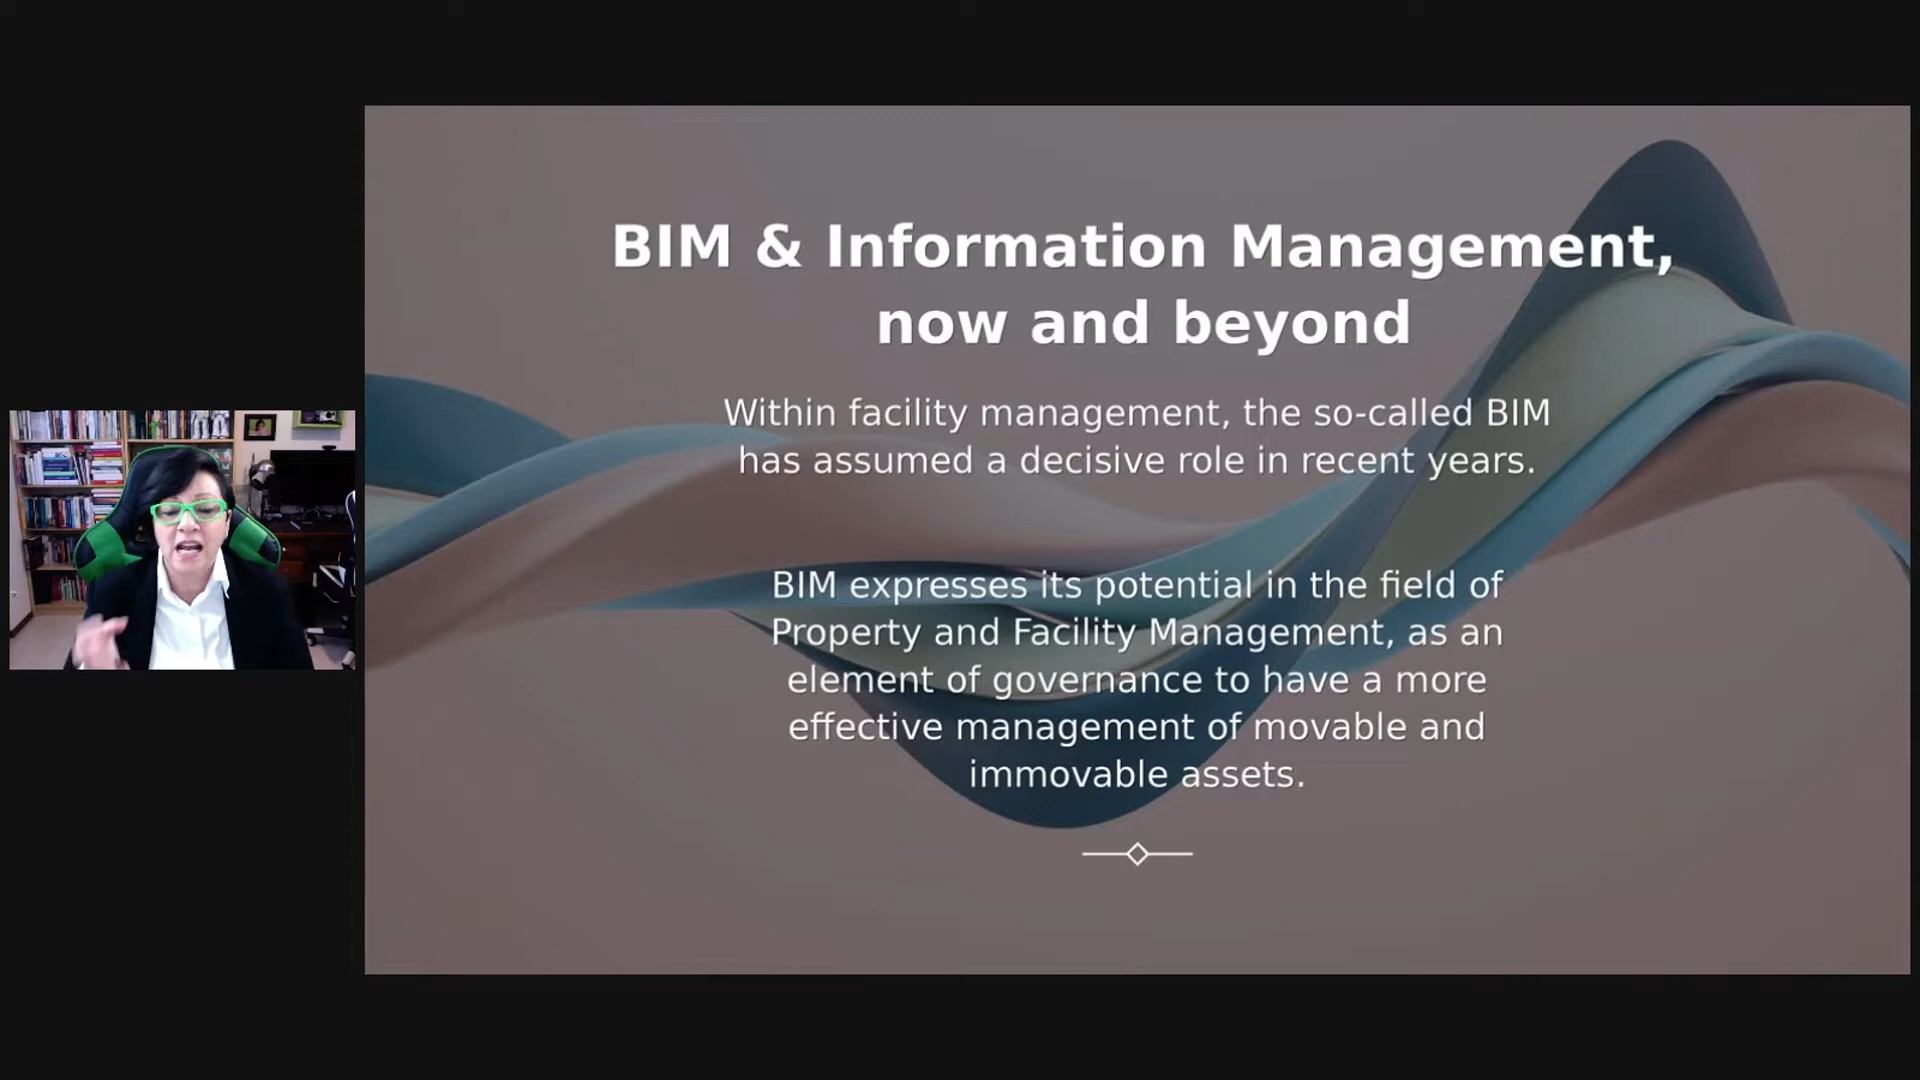 BIM & Information Management,
now and beyond
Within facility management, the so-called BIM
has assumed a decisive role in recent years.
BIM expresses its potential in the field of
Property and Facility Management, as an
element of governance to have a more
effective management of movable and
immovable assets.